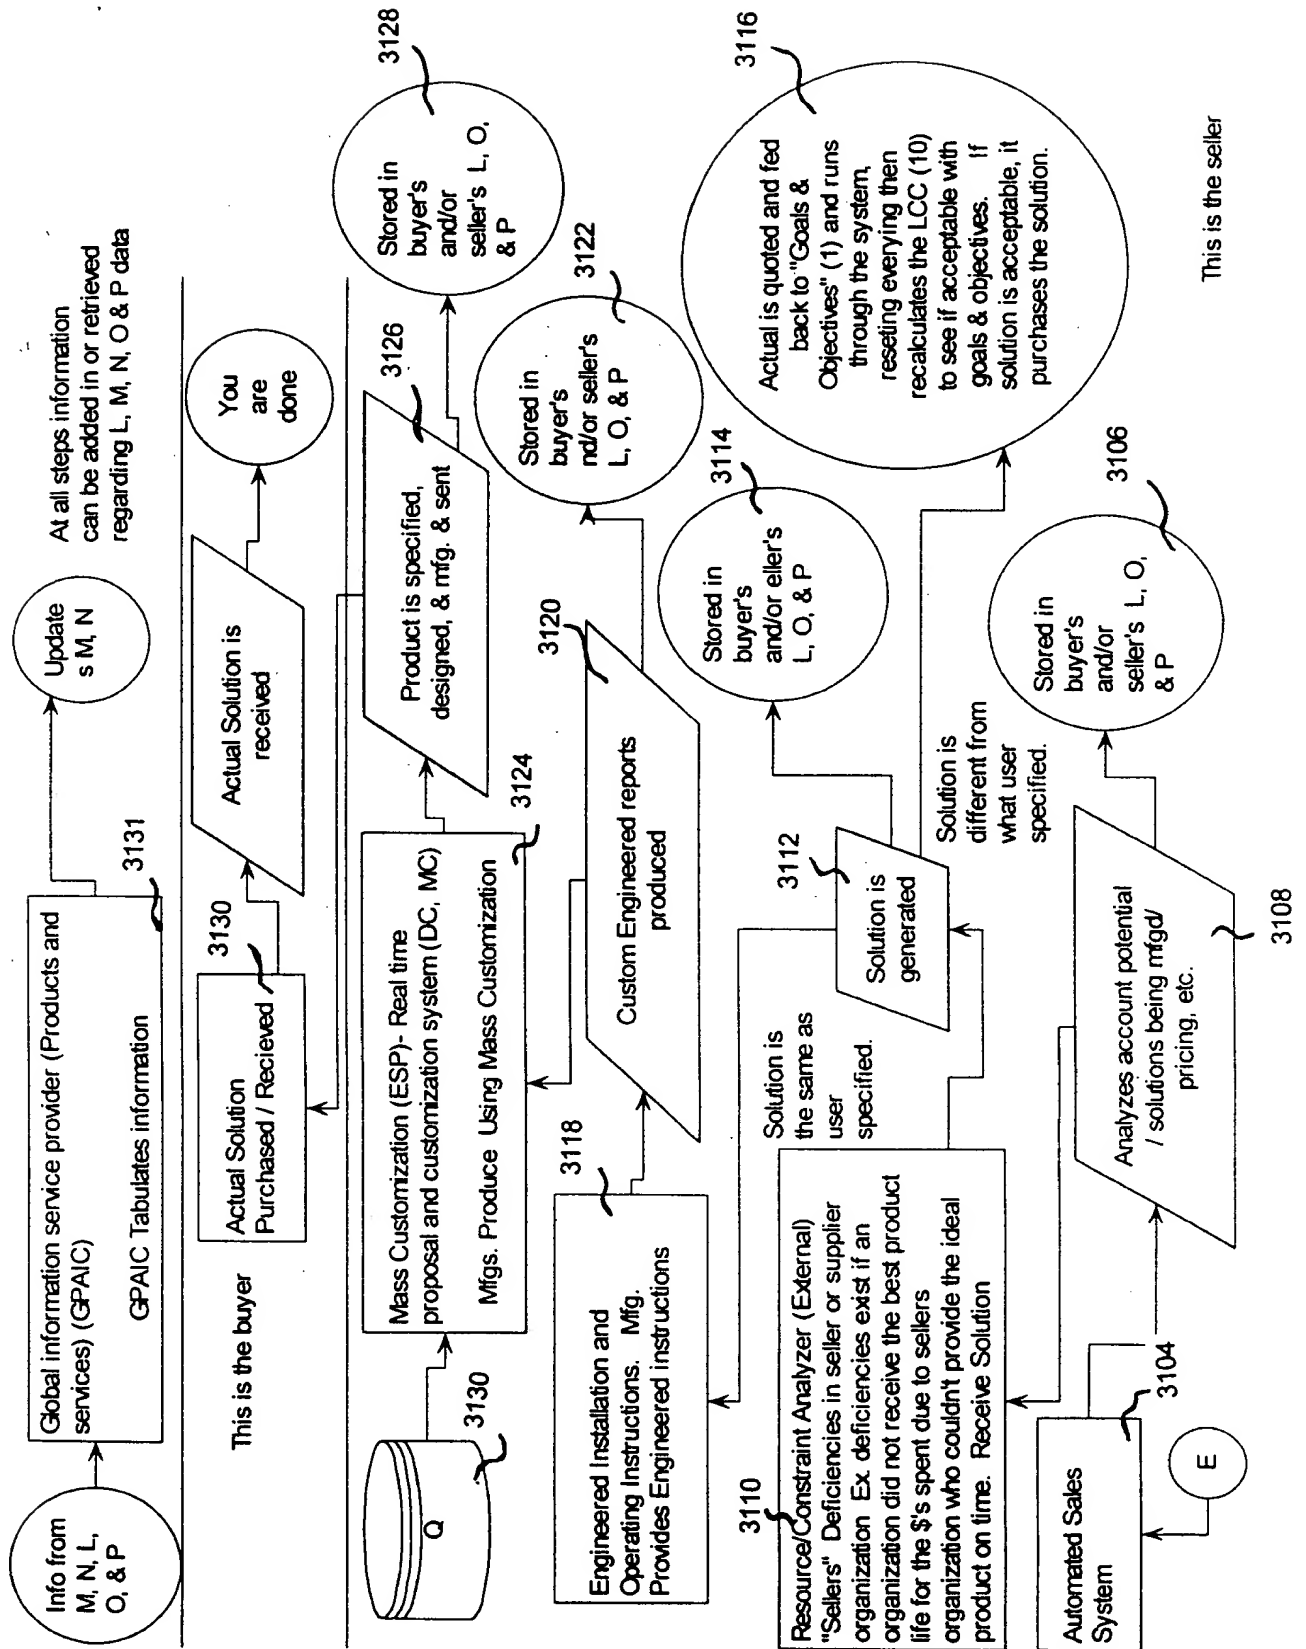 Info from
M, N, L,
O, & P
Global information service provider (Products and
services) (GPAIC)
GPAIC Tabulates information
3131
Update
s M, N
At all steps information
can be added in or retrieved
regarding L, M, N, O & P data
This is the buyer
Actual Solution
Purchased / Recieved
3130
Actual Solution is
received
You
are
done
Q
3130
Mass Customization (ESP)- Real time
proposal and customization system (DC, MC)
Mfgs. Produce Using Mass Customization
3124
Product is specified,
designed, & mfg. & sent
3126
Stored in
buyer's
and/or
seller's L, O,
& P
3128
Engineered Installation and
Operating Instructions. Mfg.
Provides Engineered instructions
3118
Custom Engineered reports
produced
3120
Stored in
buyer's
nd/or seller's
L, O, & P
3122
3110
Resource/Constraint Analyzer (External)
"Sellers" Deficiencies in seller or supplier
organization Ex. deficiencies exist if an
organization did not receive the best product
life for the $'s spent due to sellers
organization who couldn't provide the ideal
product on time. Receive Solution
Solution is
the same as
user
specified.
3112
Solution is
generated
Stored in
buyer's
and/or eller's
L, O, & P
3114
Solution is
different from
what user
specified.
Actual is quoted and fed
back to "Goals &
Objectives" (1) and runs
through the system,
reseting everying then
recalculates the LCC (10)
to see if acceptable with
goals & objectives. If
solution is acceptable, it
purchases the solution.
3116
Automated Sales
System
3104
E
Analyzes account potential
/ solutions being mfgd/
pricing, etc.
3108
Stored in
buyer's
and/or
seller's L, O,
& P
3106
This is the seller